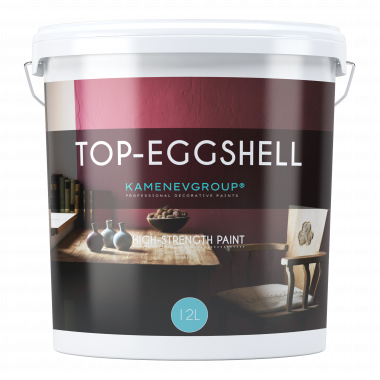 TOP-EGGSHELL
KAMENEVGROUP®
PROFESSIONAL DECORATIVE PAINTS
HIGH-STRENGTH PAINT
12L